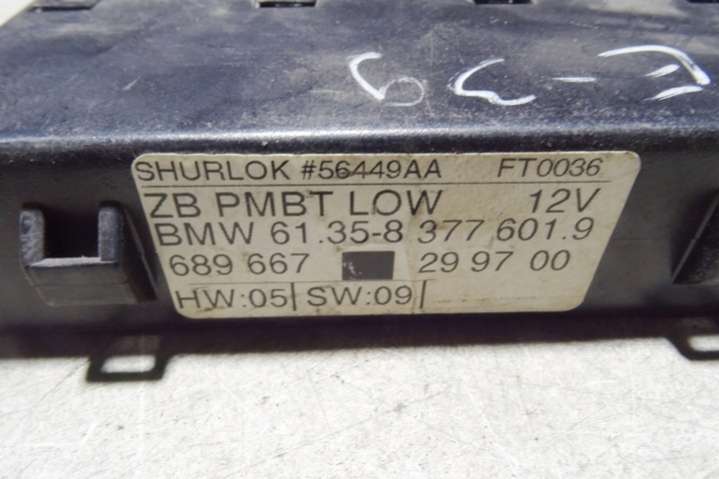 E-39
SHURLOK #56449AA FT0036
ZB PMBT LOW 12V
BMW 61.35-8 377 601.9
689 667 29 97 00
HW:05| SW:09|